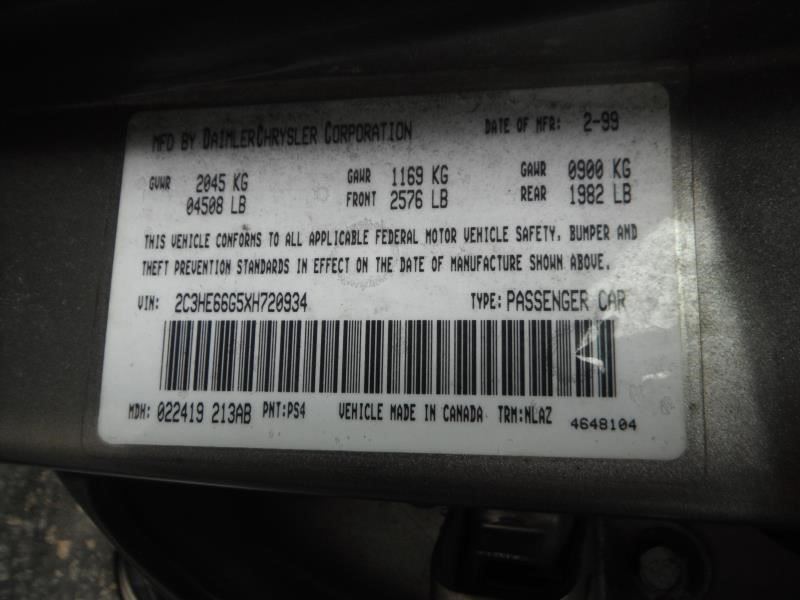 MFD BY DAIMLERCHRYSLER CORPORATION DATE OF MFR: 2-99
GVWR 2045 KG GAWR 1169 KG GAWR 0900 KG
04508 LB FRONT 2576 LB REAR 1982 LB
THIS VEHICLE CONFORMS TO ALL APPLICABLE FEDERAL MOTOR VEHICLE SAFETY, BUMPER AND
THEFT PREVENTION STANDARDS IN EFFECT ON THE DATE OF MANUFACTURE SHOWN ABOVE.
VIN: 2C3HE66G5XH720934 TYPE: PASSENGER CAR
MDH: 022419 213AB PNT:PS4 VEHICLE MADE IN CANADA TRM:NLAZ
4648104